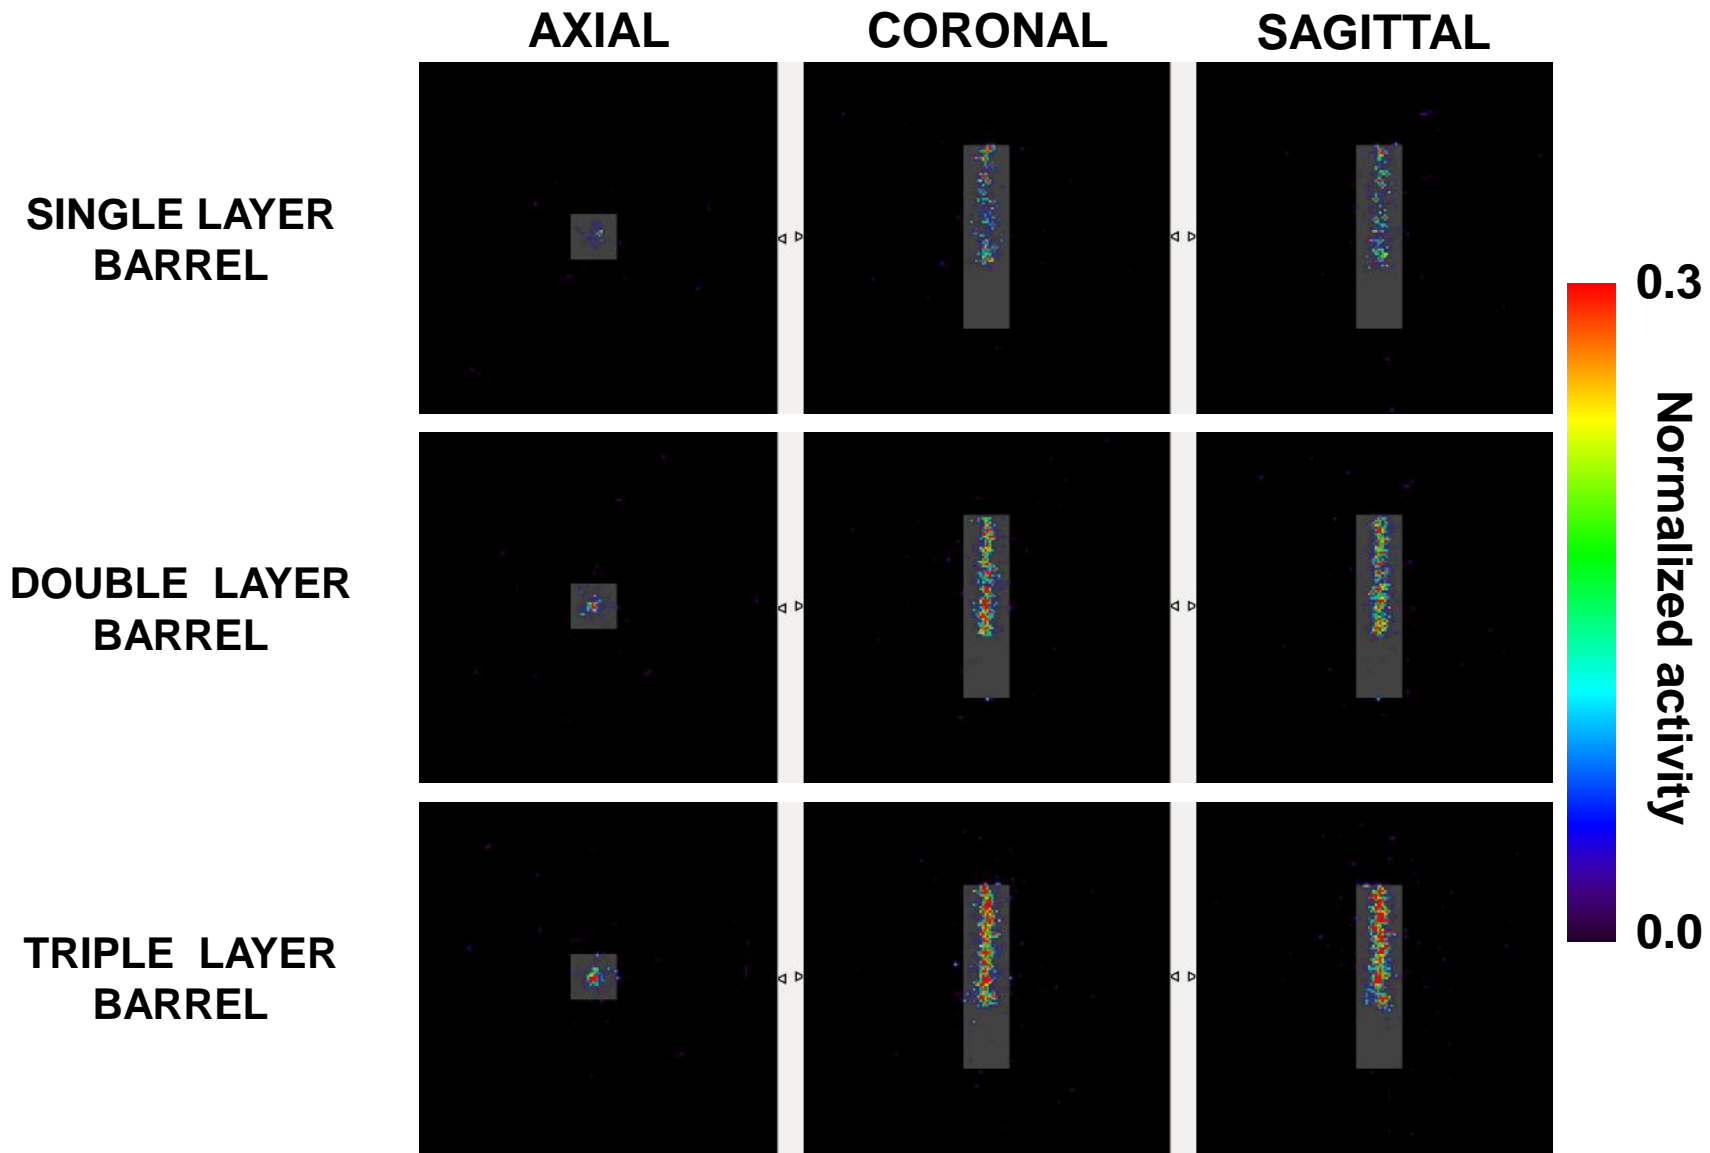 AXIAL CORONAL SAGITTAL
SINGLE LAYER
BARREL
DOUBLE LAYER
BARREL
TRIPLE LAYER
BARREL
0.3
Normalized activity
0.0